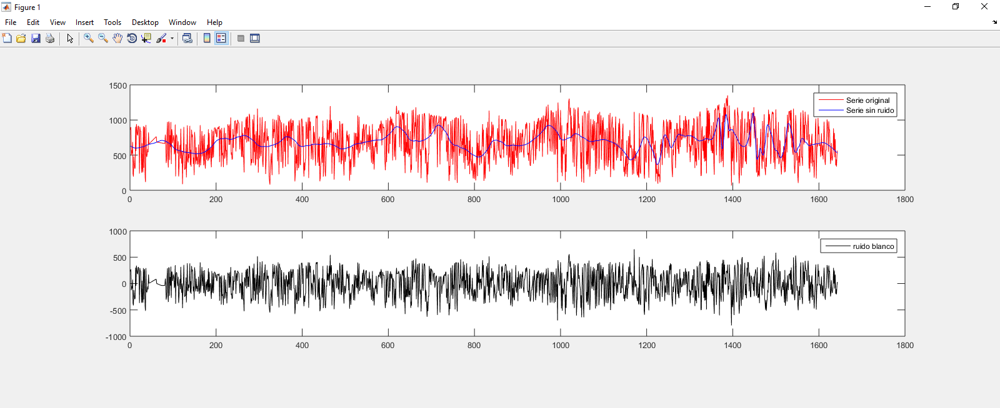 Figure 1
File Edit View Insert Tools Desktop Window Help
1500
1000
500
0
0 200 400 600 800 1000 1200 1400 1600 1800
Serie original
Serie sin ruido
1000
500
0
-500
-1000
0 200 400 600 800 1000 1200 1400 1600 1800
ruido blanco